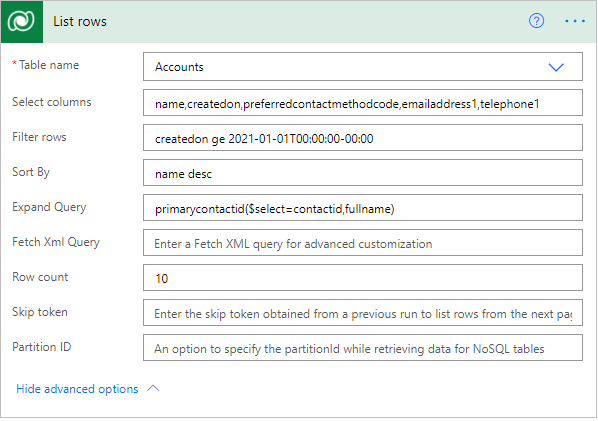 List rows
* Table name Accounts
Select columns name,createdon,preferredcontactmethodcode,emailaddress1,telephone1
Filter rows createdon ge 2021-01-01T00:00:00-00:00
Sort By name desc
Expand Query primarycontactid($select=contactid,fullname)
Fetch Xml Query Enter a Fetch XML query for advanced customization
Row count 10
Skip token Enter the skip token obtained from a previous run to list rows from the next pag
Partition ID An option to specify the partitionId while retrieving data for NoSQL tables
Hide advanced options